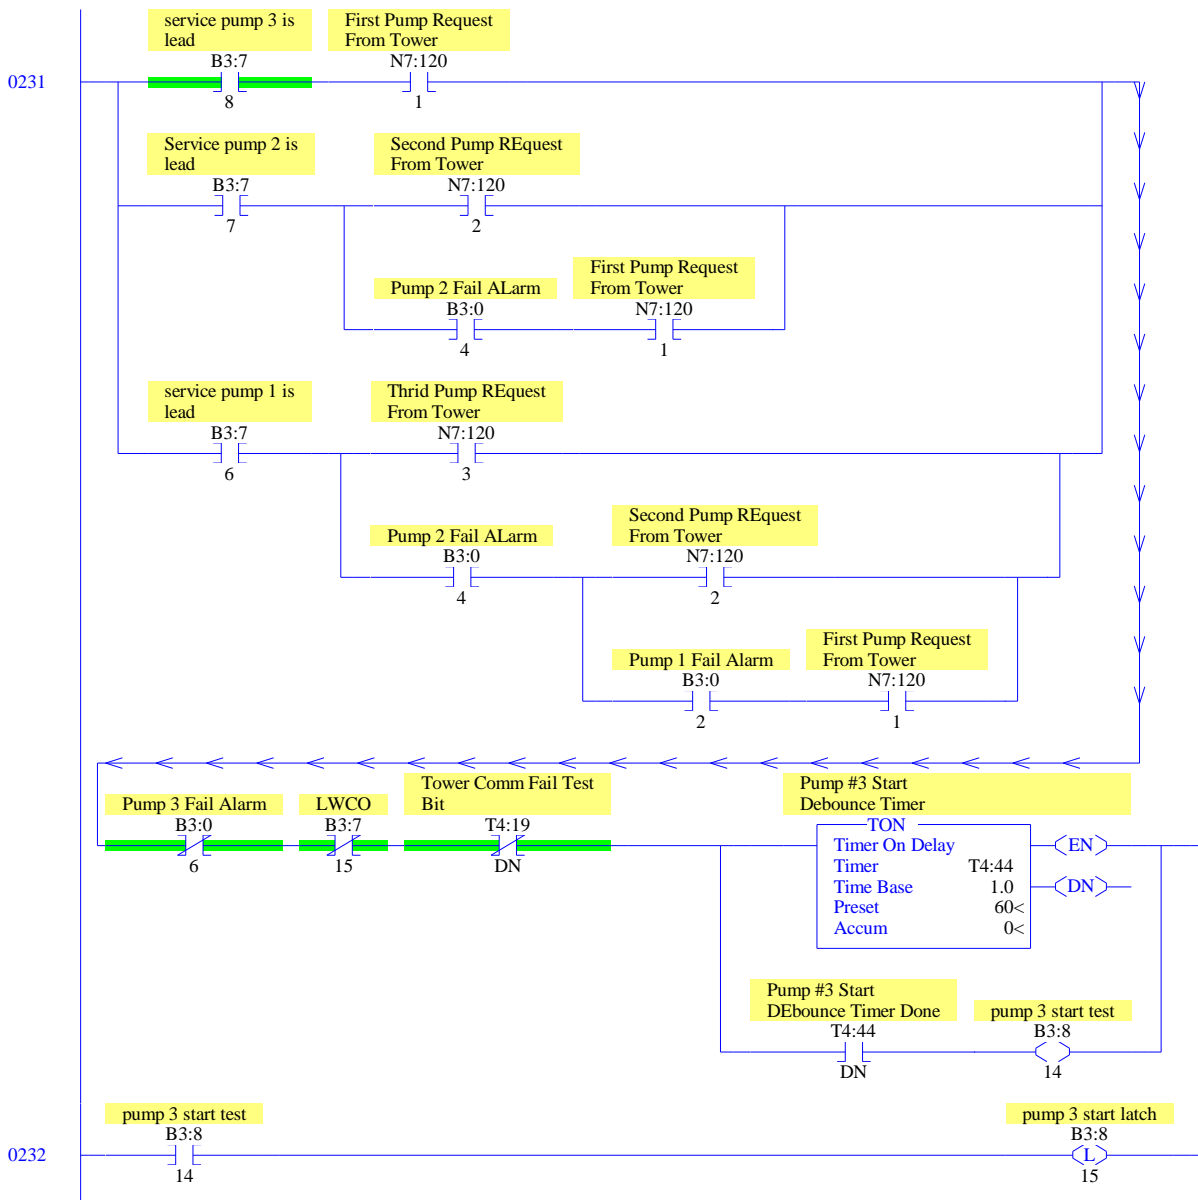 service pump 3 is
lead
First Pump Request
From Tower
B3:7
N7:120
0231
8
1
Service pump 2 is
lead
Second Pump REquest
From Tower
B3:7
N7:120
7
2
Pump 2 Fail ALarm
First Pump Request
From Tower
B3:0
N7:120
4
1
service pump 1 is
lead
Thrid Pump REquest
From Tower
B3:7
N7:120
6
3
Pump 2 Fail ALarm
Second Pump REquest
From Tower
B3:0
N7:120
4
2
Pump 1 Fail Alarm
First Pump Request
From Tower
B3:0
N7:120
2
1
Pump 3 Fail Alarm
LWCO
Tower Comm Fail Test
Bit
Pump #3 Start
Debounce Timer
B3:0
B3:7
T4:19
6
15
DN
TON
Timer On Delay
Timer T4:44
Time Base 1.0
Preset 60<
Accum 0<
EN
DN
Pump #3 Start
DEbounce Timer Done
pump 3 start test
T4:44
B3:8
DN
14
pump 3 start test
pump 3 start latch
B3:8
B3:8
0232
L
14
15